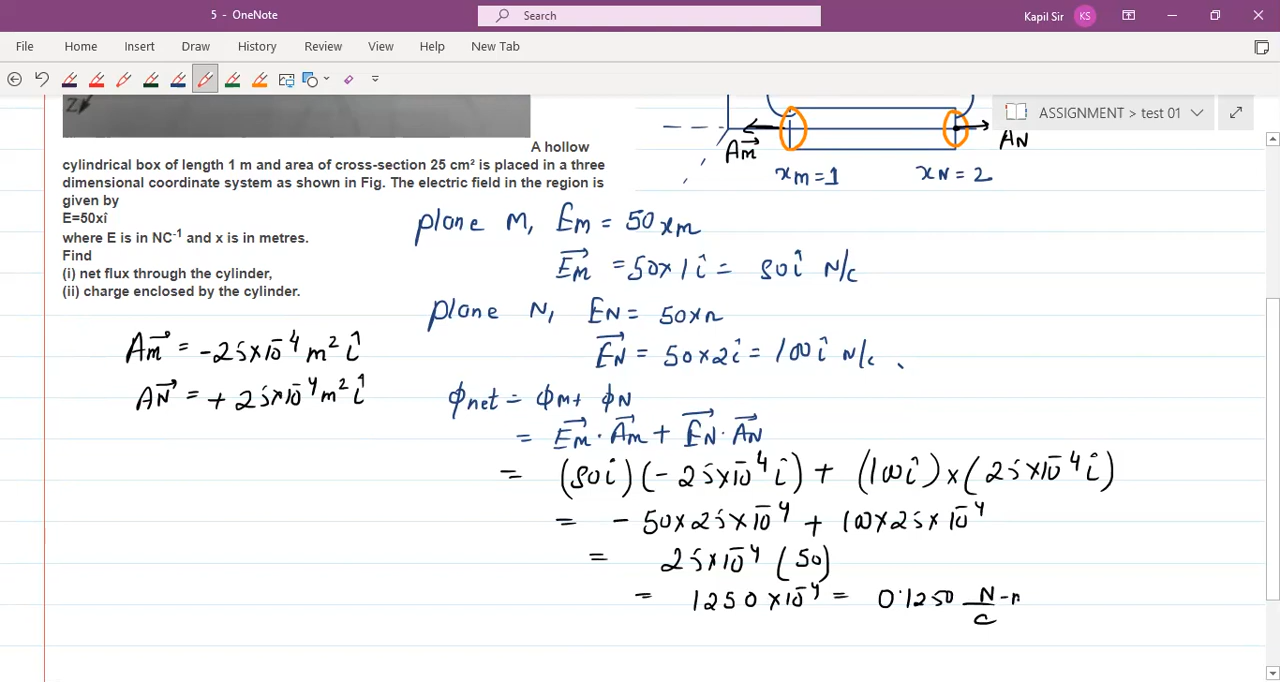 5 - OneNote
Search
Kapil Sir
KS
File Home Insert Draw History Review View Help New Tab
ASSIGNMENT > test 01
Z
A hollow
cylindrical box of length 1 m and area of cross-section 25 cm² is placed in a three
dimensional coordinate system as shown in Fig. The electric field in the region is
given by
E=50xî
where E is in NC⁻¹ and x is in metres.
Find
(i) net flux through the cylinder,
(ii) charge enclosed by the cylinder.
AM⃗
AN
xM=1 xN=2
plane M, EM = 50xM
EM⃗ = 50×1î = 50î N/c
plane N, EN = 50xn
EN⃗ = 50×2î = 100î N/c .
AM⃗ = -25×10⁻⁴ m² î
AN⃗ = + 25×10⁻⁴ m² î
ϕnet = ϕM+ ϕN
= EM⃗ · AM⃗ + EN⃗ · AN⃗
= (50î) (-25×10⁻⁴ î) + (100î) × (25×10⁻⁴ î)
= - 50×25×10⁻⁴ + 100×25×10⁻⁴
= 25×10⁻⁴ (50)
= 1250 ×10⁻⁴ = 0.1250 N-n/c